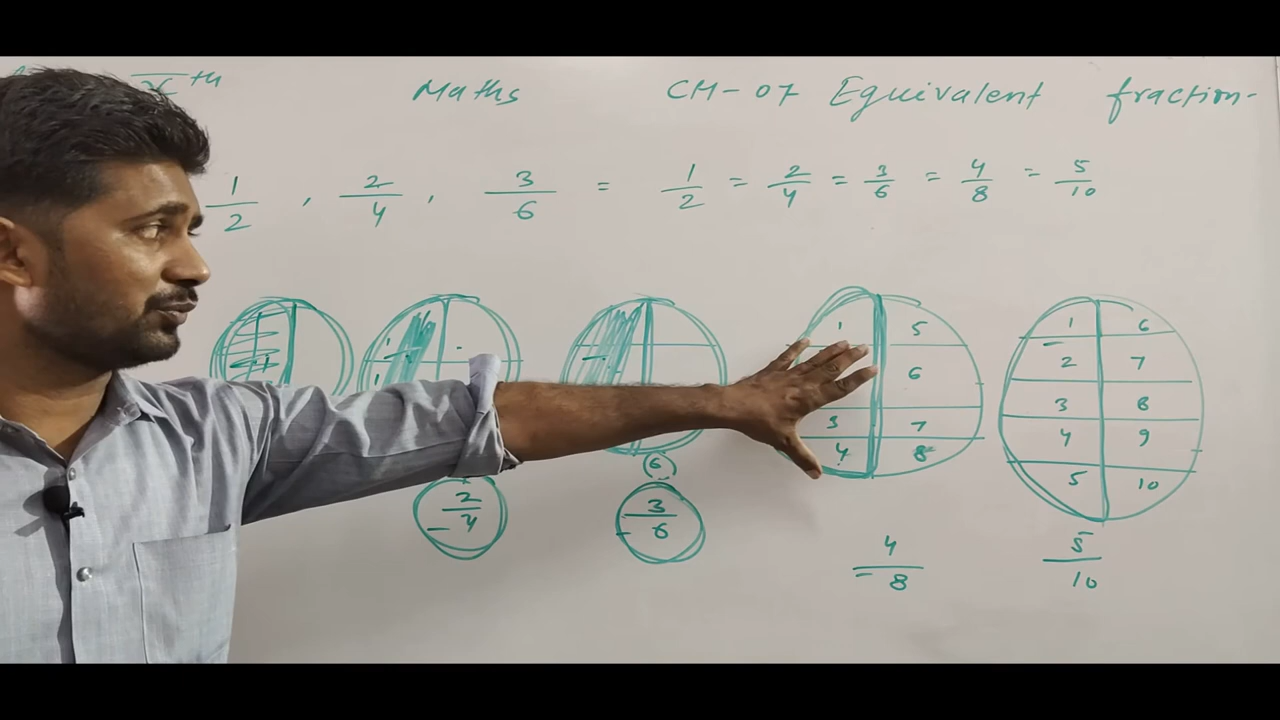 Maths CH-07 Equivalent fraction-
1/2 , 2/4 , 3/6 = 1/2 = 2/4 = 3/6 = 4/8 = 5/10
1 5 1 6
6 2 7
3 8
3 7 4 9
4 8 5 10
6
2/4 3/6 4/8 5/10